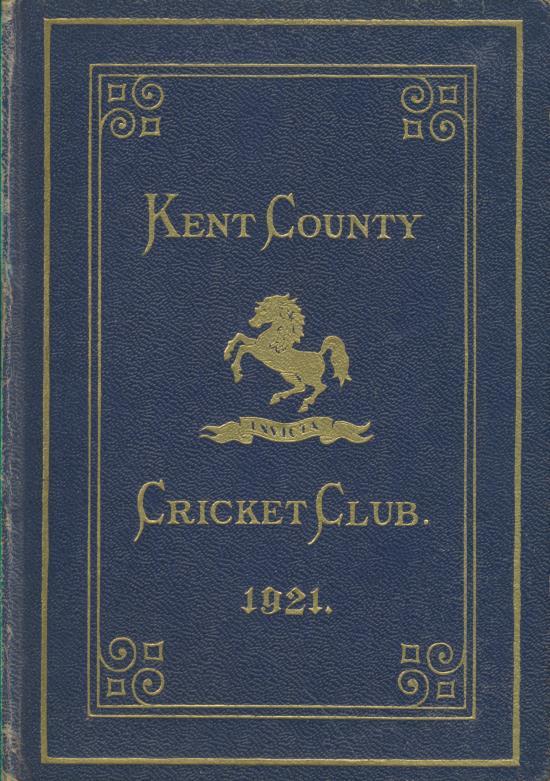 KENT COUNTY
INVICTA
CRICKET CLUB.
1921.